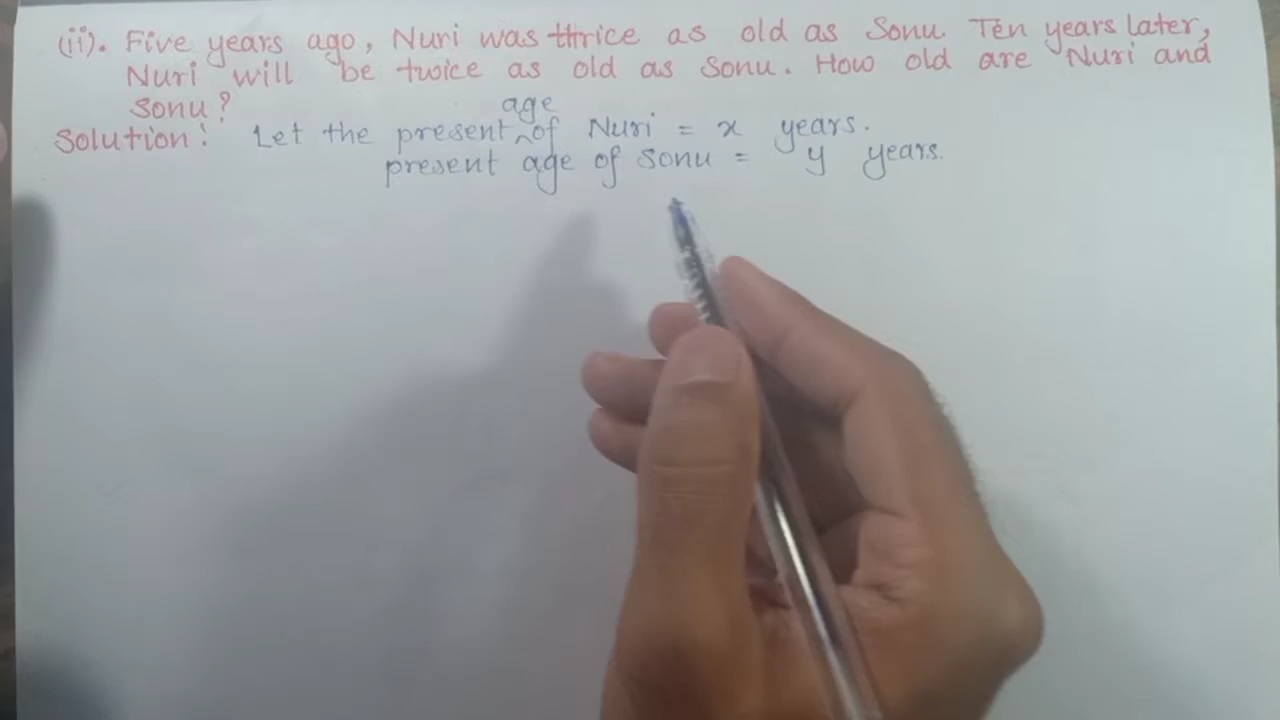 (ii). Five years ago, Nuri was thrice as old as Sonu. Ten years later,
Nuri will be twice as old as Sonu. How old are Nuri and
Sonu?
age
Solution: Let the present ^ of Nuri = x years.
present age of Sonu = y years.